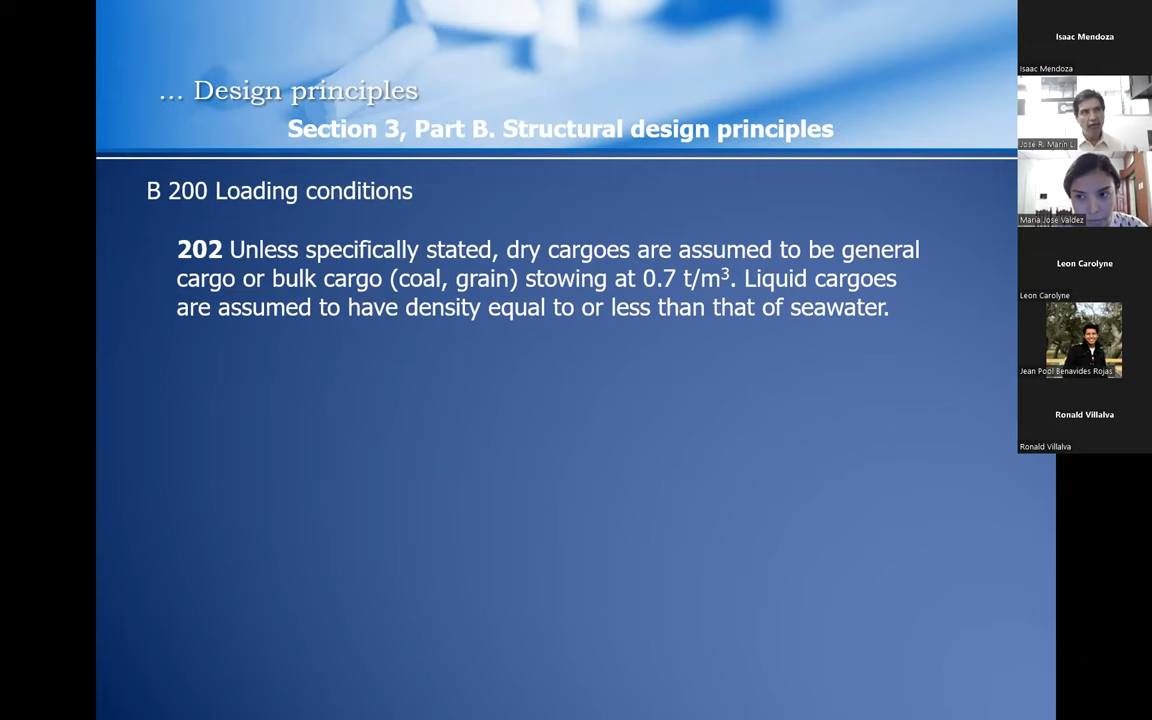 ... Design principles
Section 3, Part B. Structural design principles
B 200 Loading conditions
202 Unless specifically stated, dry cargoes are assumed to be general
cargo or bulk cargo (coal, grain) stowing at 0.7 t/m³. Liquid cargoes
are assumed to have density equal to or less than that of seawater.
Isaac Mendoza
Isaac Mendoza
José R. Marín L.
María José Valdez
Leon Carolyne
Leon Carolyne
Jean Pool Benavides Rojas
Ronald Villalva
Ronald Villalva